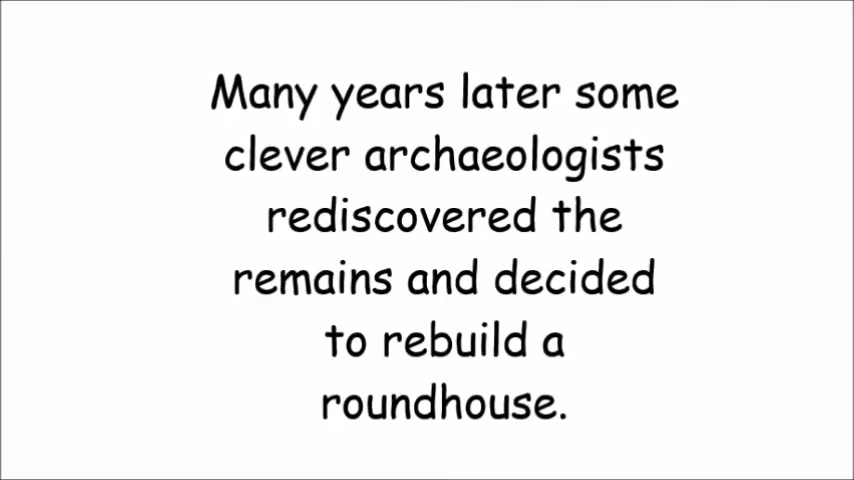 Many years later some
clever archaeologists
rediscovered the
remains and decided
to rebuild a
roundhouse.